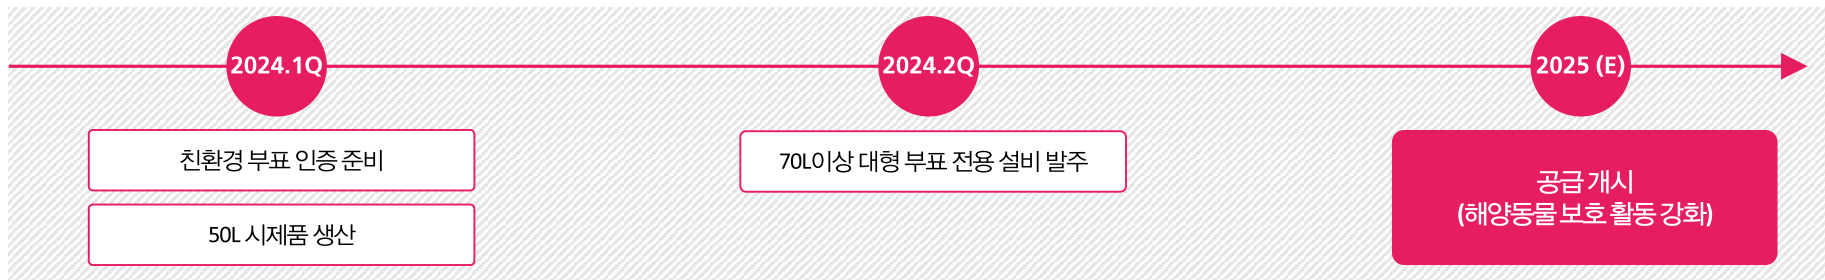 2024.1Q
2024.2Q
2025 (E)
친환경 부표 인증 준비
50L 시제품 생산
70L이상 대형 부표 전용 설비 발주
공급 개시
(해양동물 보호 활동 강화)